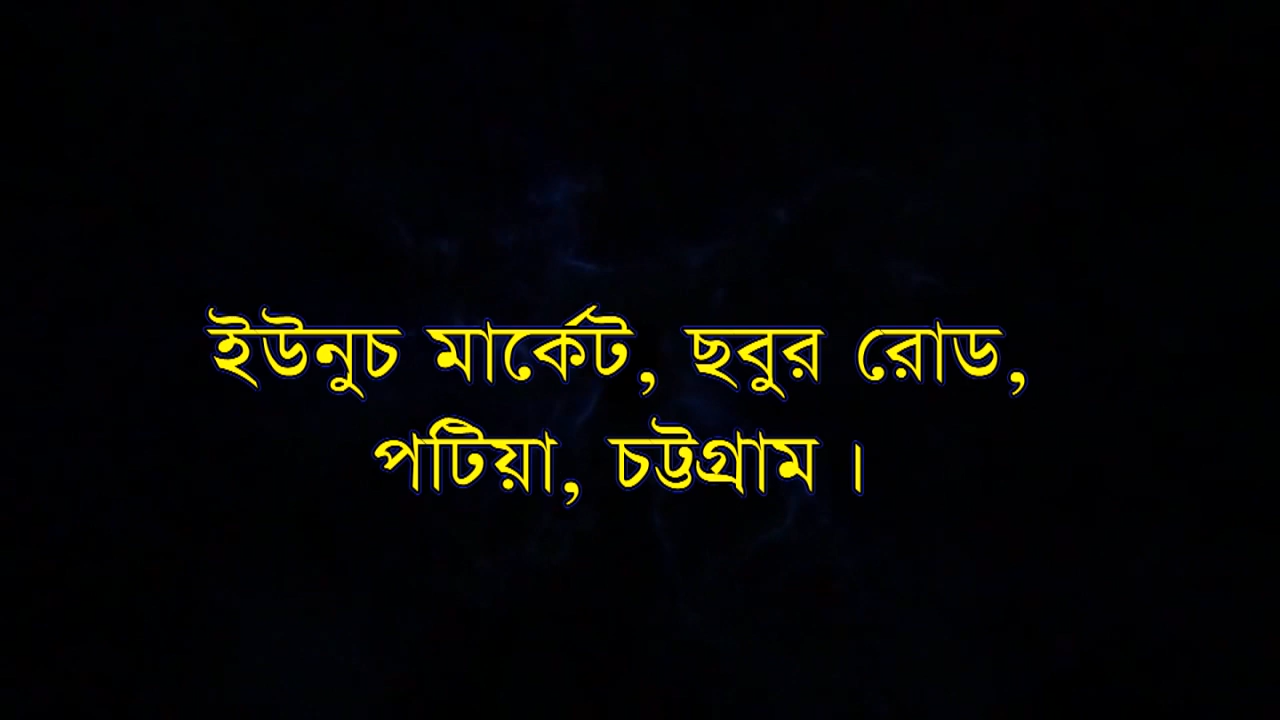 ইউনুচ মার্কেট, ছবুর রোড,
পটিয়া, চট্টগ্রাম ।